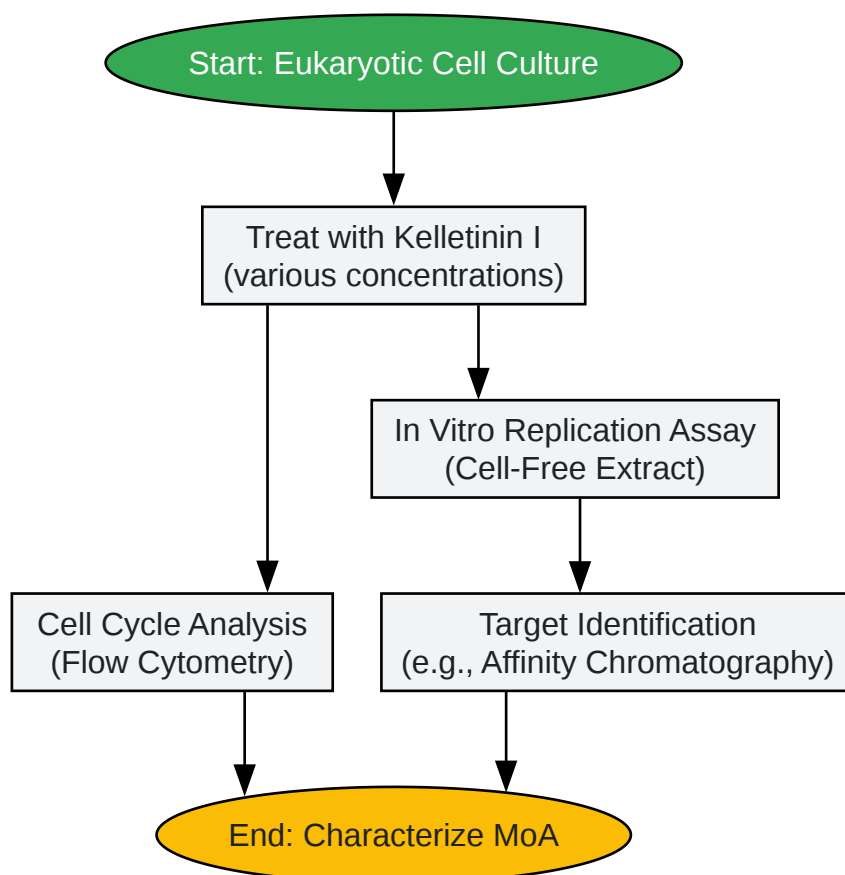 Start: Eukaryotic Cell Culture
Treat with Kelletinin I
(various concentrations)
In Vitro Replication Assay
(Cell-Free Extract)
Cell Cycle Analysis
(Flow Cytometry)
Target Identification
(e.g., Affinity Chromatography)
End: Characterize MoA